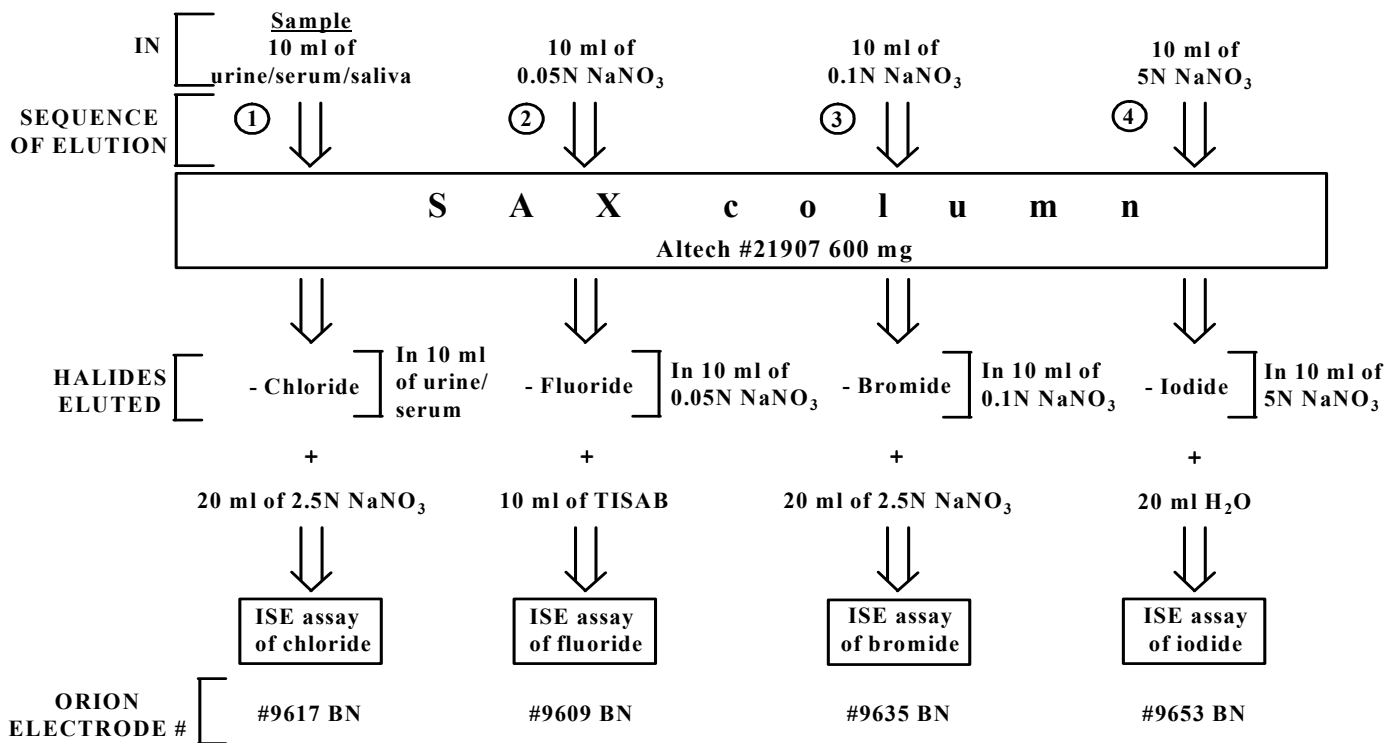 IN
Sample
10 ml of
urine/serum/saliva
10 ml of
0.05N NaNO₃
10 ml of
0.1N NaNO₃
10 ml of
5N NaNO₃
SEQUENCE
OF ELUTION
1
2
3
4
S A X c o l u m n
Altech #21907 600 mg
HALIDES
ELUTED
- Chloride
In 10 ml
of urine/
serum
- Fluoride
In 10 ml of
0.05N NaNO₃
- Bromide
In 10 ml of
0.1N NaNO₃
- Iodide
In 10 ml of
5N NaNO₃
+
+
+
+
20 ml of 2.5N NaNO₃
10 ml of TISAB
20 ml of 2.5N NaNO₃
20 ml H₂O
ISE assay
of chloride
ISE assay
of fluoride
ISE assay
of bromide
ISE assay
of iodide
ORION
ELECTRODE #
#9617 BN
#9609 BN
#9635 BN
#9653 BN